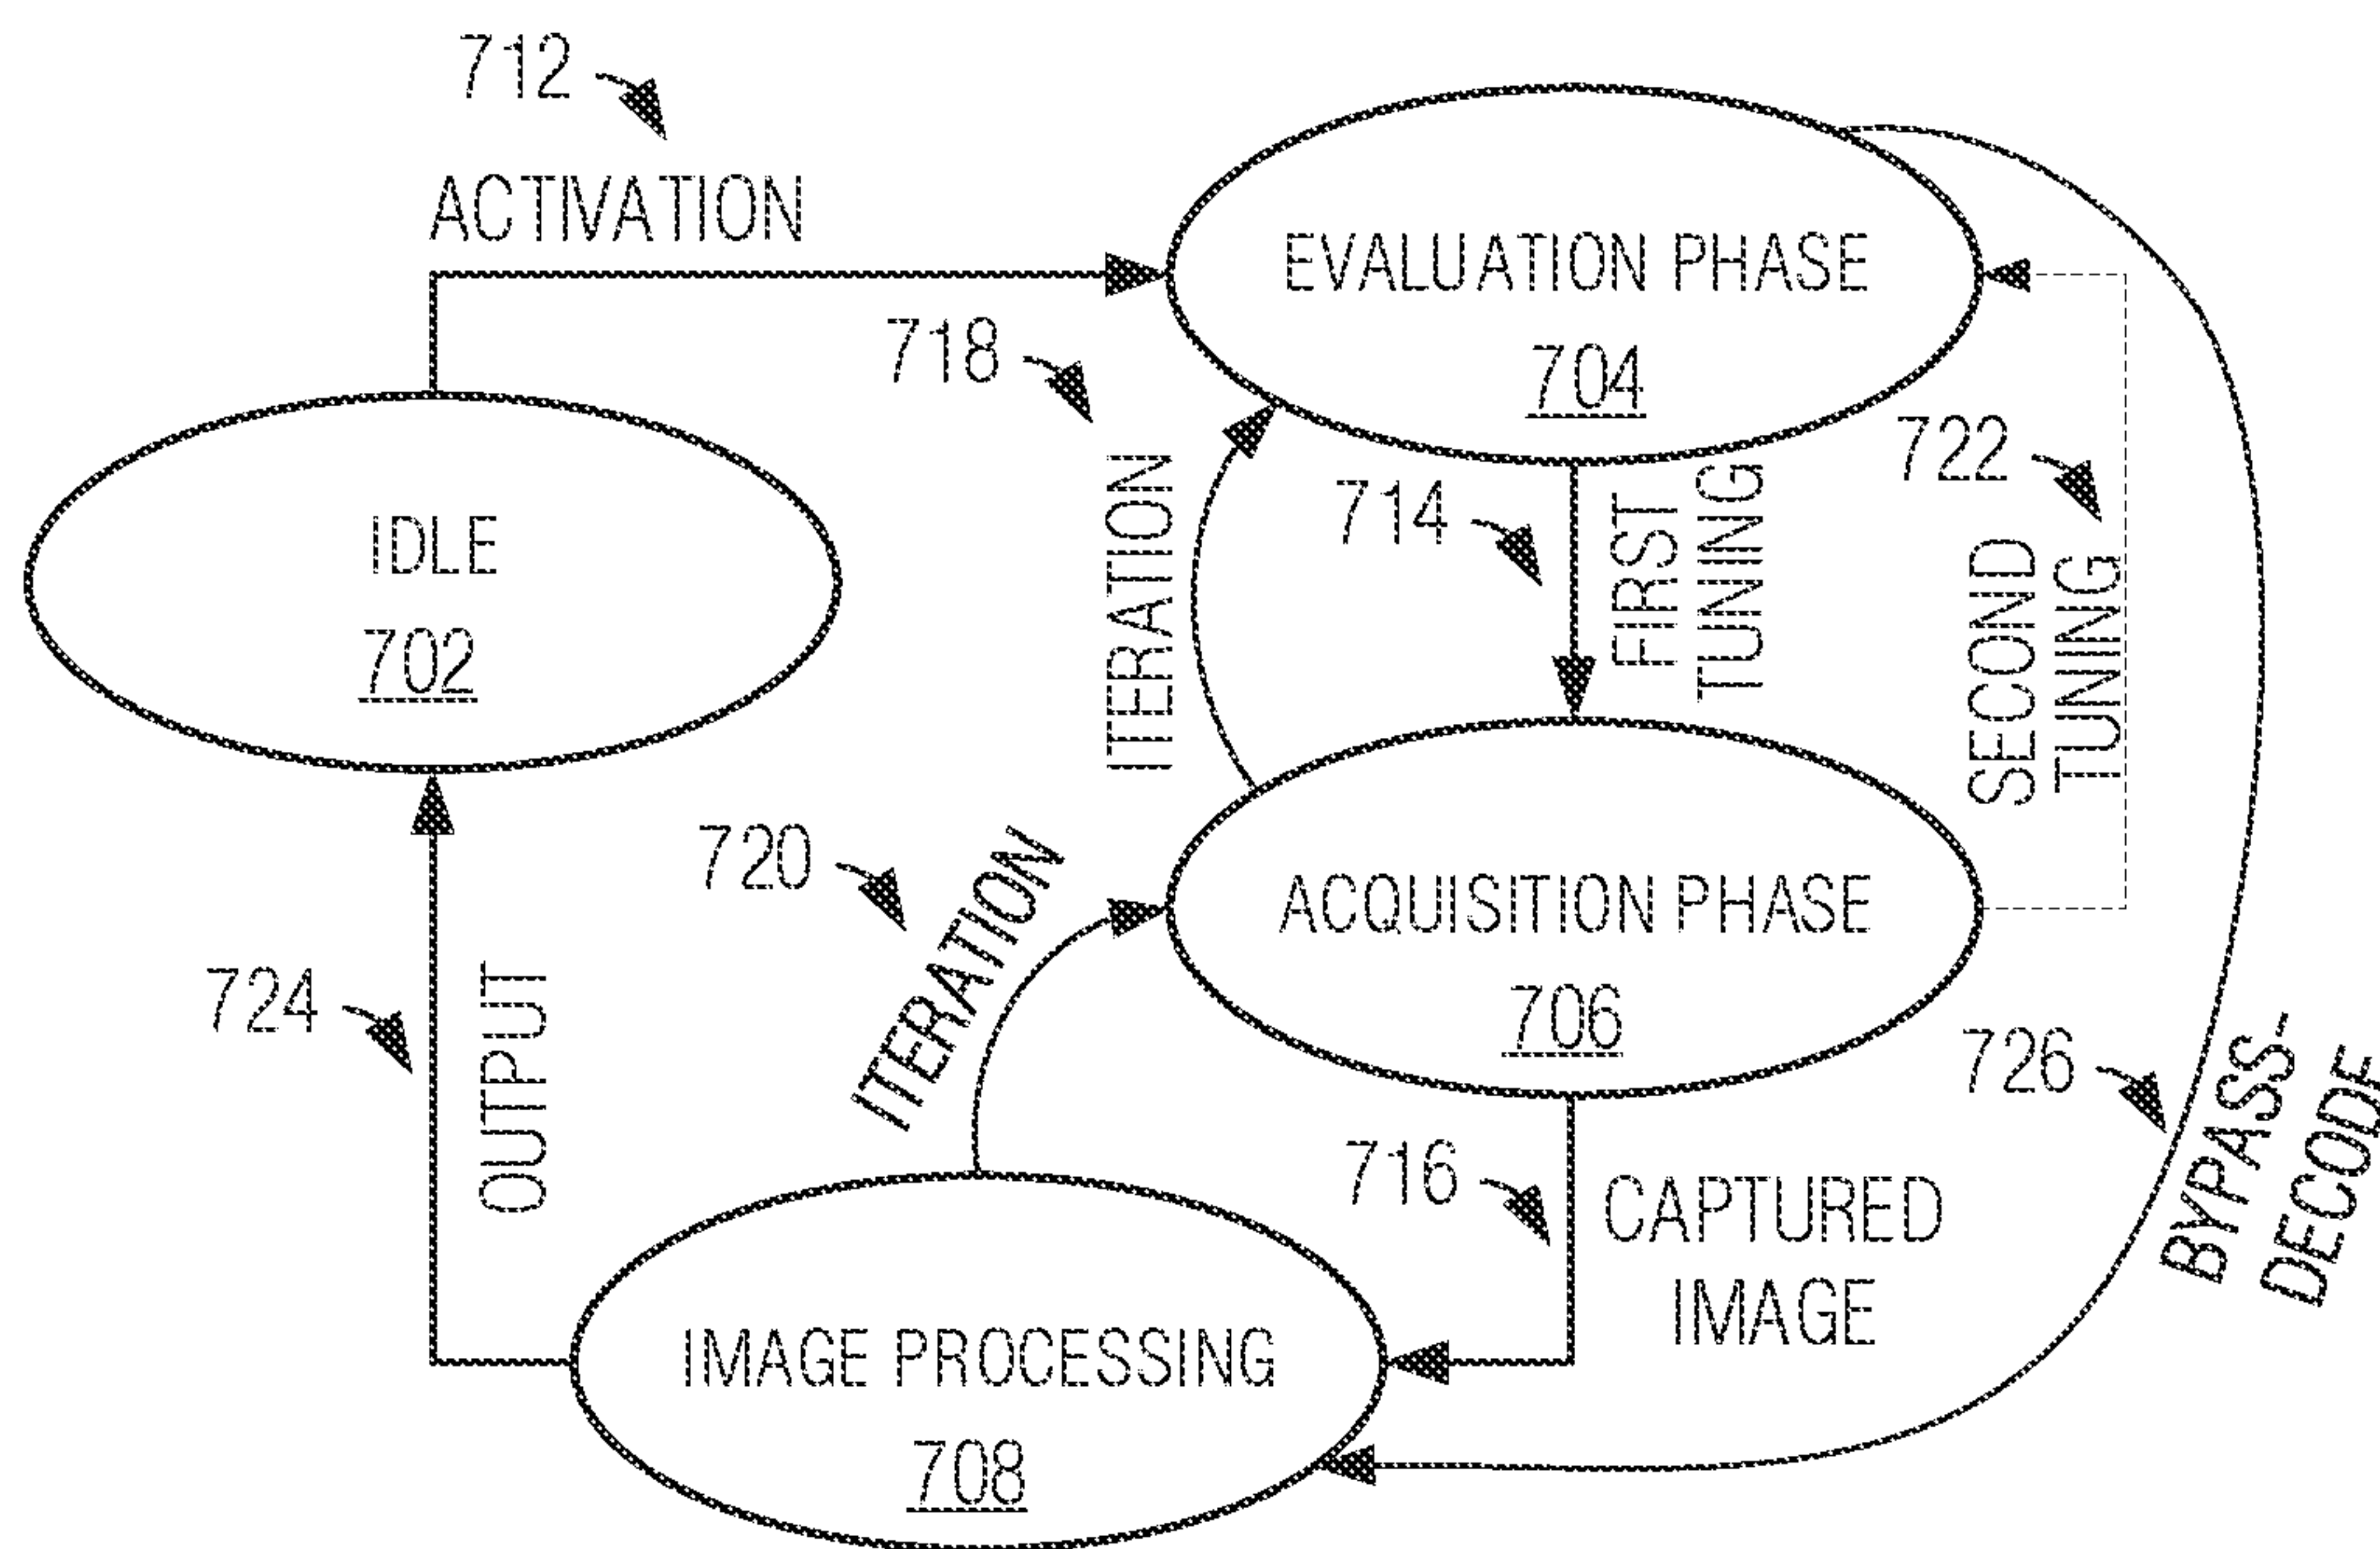 712
ACTIVATION
EVALUATION PHASE
704
718
ITERATION
714
FIRST
TUNING
722
SECOND
TUNING
IDLE
702
720
ITERATION
ACQUISITION PHASE
706
724
OUTPUT
726
BYPASS-
DECODE
716
CAPTURED
IMAGE
IMAGE PROCESSING
708